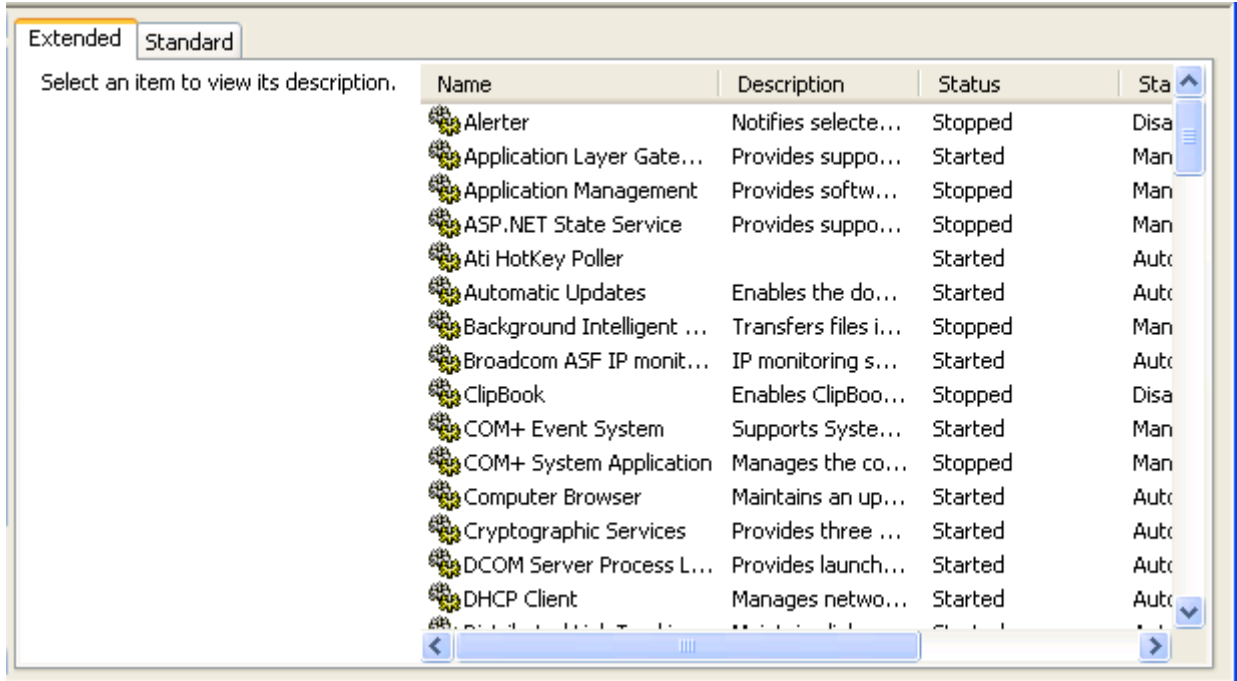 Extended Standard
Select an item to view its description.
Name Description Status Sta
Alerter Notifies selecte... Stopped Disa
Application Layer Gate... Provides suppo... Started Man
Application Management Provides softw... Stopped Man
ASP.NET State Service Provides suppo... Stopped Man
Ati HotKey Poller Started Auto
Automatic Updates Enables the do... Started Auto
Background Intelligent ... Transfers files i... Stopped Man
Broadcom ASF IP monit... IP monitoring s... Started Auto
ClipBook Enables ClipBoo... Stopped Disa
COM+ Event System Supports Syste... Started Man
COM+ System Application Manages the co... Stopped Man
Computer Browser Maintains an up... Started Auto
Cryptographic Services Provides three ... Started Auto
DCOM Server Process L... Provides launch... Started Auto
DHCP Client Manages netwo... Started Auto